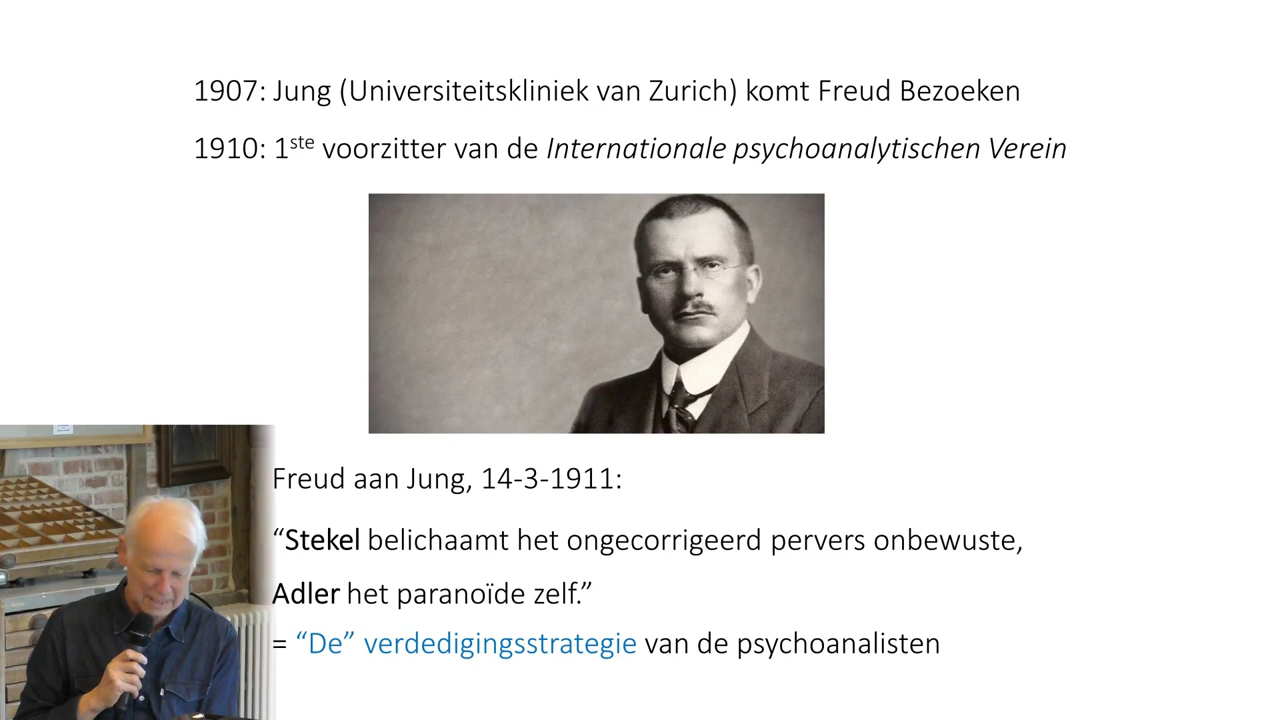 1907: Jung (Universiteitskliniek van Zurich) komt Freud Bezoeken
1910: 1ste voorzitter van de Internationale psychoanalytischen Verein
Freud aan Jung, 14-3-1911:
“Stekel belichaamt het ongecorrigeerd pervers onbewuste,
Adler het paranoïde zelf.”
= “De” verdedigingsstrategie van de psychoanalisten